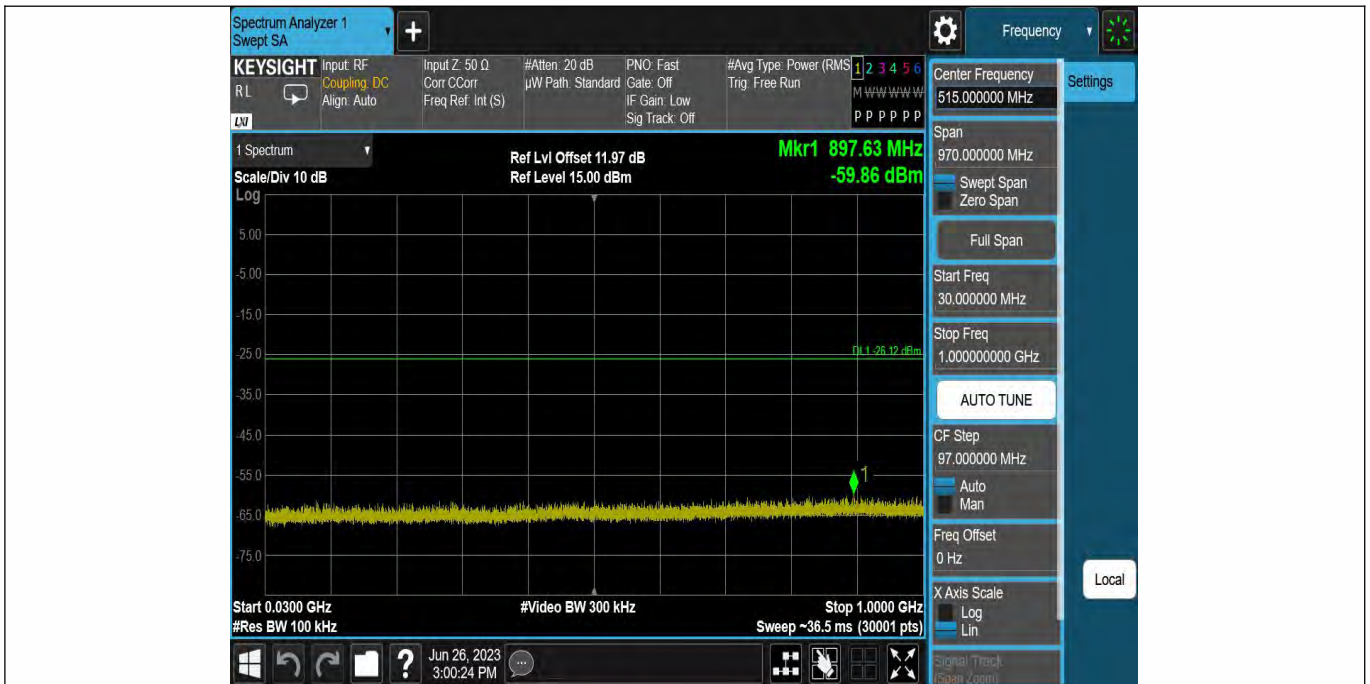 Spectrum Analyzer 1
Swept SA
+
Frequency
KEYSIGHT
RL
LXI
Input: RF
Coupling: DC
Align: Auto
Input Z: 50 Ω
Corr CCorr
Freq Ref: Int (S)
#Atten: 20 dB
µW Path: Standard
PNO: Fast
Gate: Off
IF Gain: Low
Sig Track: Off
#Avg Type: Power (RMS
Trig: Free Run
1 2 3 4 5 6
M W W W W W
P P P P P P
1 Spectrum
Scale/Div 10 dB
Log
Ref Lvl Offset 11.97 dB
Ref Level 15.00 dBm
Mkr1 897.63 MHz
-59.86 dBm
5.00
-5.00
-15.0
-25.0
DL1 -26.12 dBm
-35.0
-45.0
-55.0
1
-65.0
-75.0
Start 0.0300 GHz
#Res BW 100 kHz
#Video BW 300 kHz
Stop 1.0000 GHz
Sweep ~36.5 ms (30001 pts)
Center Frequency
515.000000 MHz
Settings
Span
970.000000 MHz
Swept Span
Zero Span
Full Span
Start Freq
30.000000 MHz
Stop Freq
1.000000000 GHz
AUTO TUNE
CF Step
97.000000 MHz
Auto
Man
Freq Offset
0 Hz
Local
X Axis Scale
Log
Lin
Signal Track
(Span Zoom)
?
Jun 26, 2023
3:00:24 PM